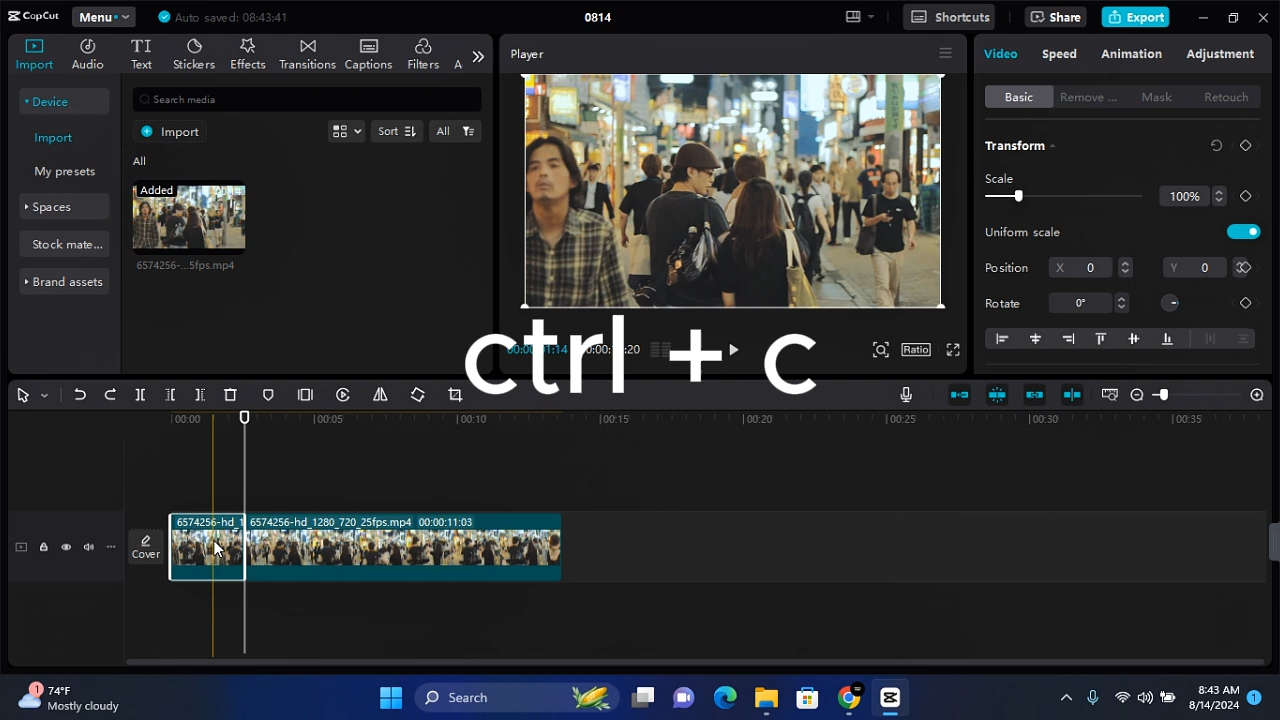 CapCut Menu Auto saved: 08:43:41 0814 Shortcuts Share Export
Import Audio Text Stickers Effects Transitions Captions Filters A
Player
Video Speed Animation Adjustment
Device
Import
My presets
Spaces
Stock mate...
Brand assets
Search media
Import Sort All
All
Added
6574256-...5fps.mp4
Basic Remove ... Mask Retouch
Transform
Scale
100%
Uniform scale
Position X 0 Y 0
Rotate 0°
Ratio
ctrl + c
00:00 00:05 00:10 00:15 00:20 00:25 00:30 00:35
Cover
6574256-hd_1
6574256-hd_1280_720_25fps.mp4 00:00:11:03
1
74°F
Mostly cloudy
Search
8:43 AM
8/14/2024
1